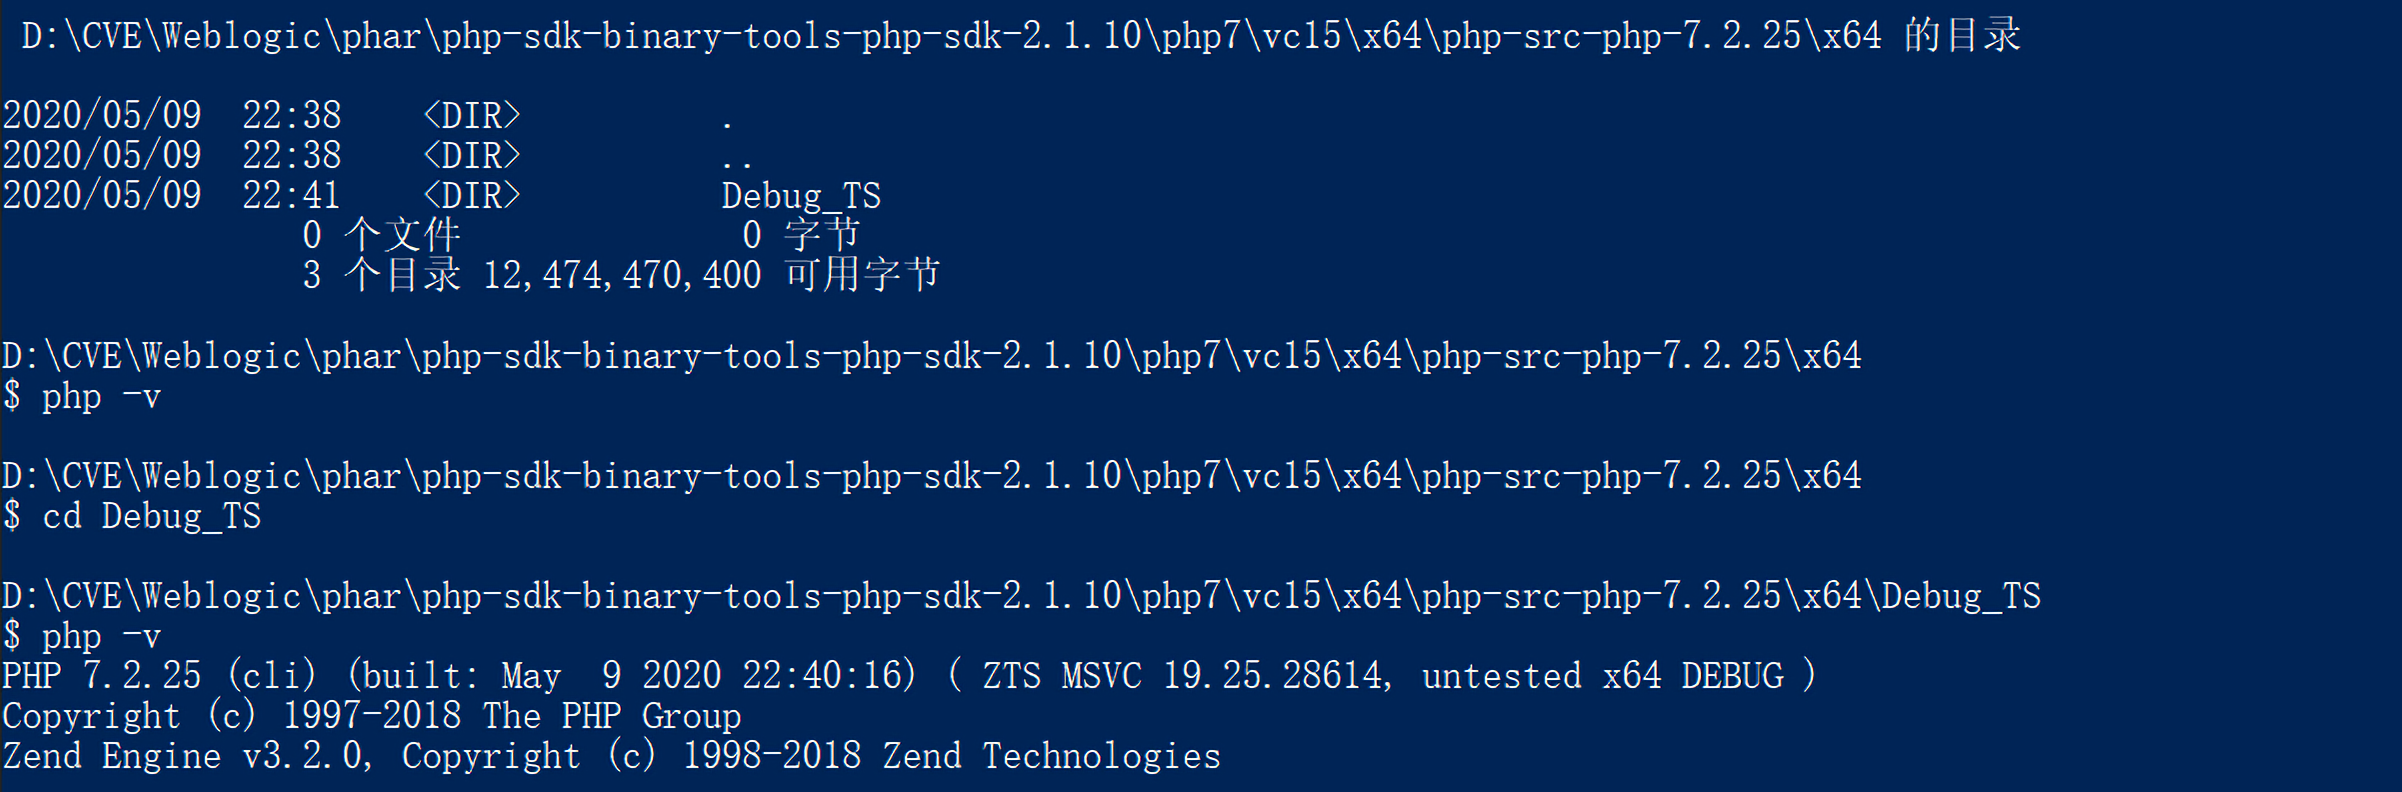 D:\CVE\Weblogic\phar\php-sdk-binary-tools-php-sdk-2.1.10\php7\vc15\x64\php-src-php-7.2.25\x64 的目录
2020/05/09  22:38    <DIR>          .
2020/05/09  22:38    <DIR>          ..
2020/05/09  22:41    <DIR>          Debug_TS
0 个文件              0 字节
3 个目录 12,474,470,400 可用字节
D:\CVE\Weblogic\phar\php-sdk-binary-tools-php-sdk-2.1.10\php7\vc15\x64\php-src-php-7.2.25\x64
$ php -v
D:\CVE\Weblogic\phar\php-sdk-binary-tools-php-sdk-2.1.10\php7\vc15\x64\php-src-php-7.2.25\x64
$ cd Debug_TS
D:\CVE\Weblogic\phar\php-sdk-binary-tools-php-sdk-2.1.10\php7\vc15\x64\php-src-php-7.2.25\x64\Debug_TS
$ php -v
PHP 7.2.25 (cli) (built: May  9 2020 22:40:16) ( ZTS MSVC 19.25.28614, untested x64 DEBUG )
Copyright (c) 1997-2018 The PHP Group
Zend Engine v3.2.0, Copyright (c) 1998-2018 Zend Technologies